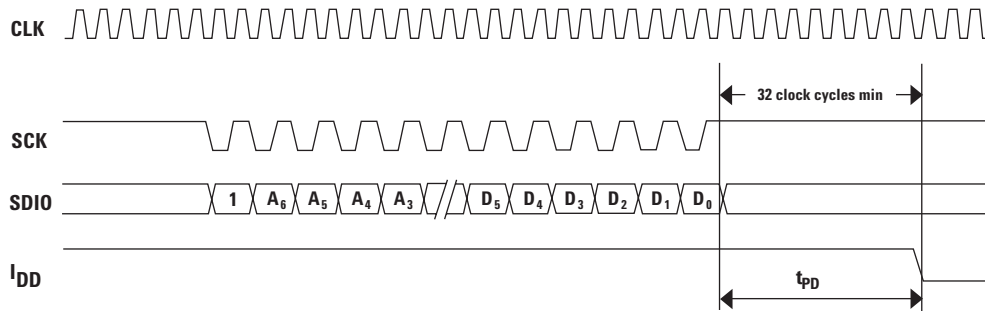 CLK
32 clock cycles min
SCK
SDIO 1 A6 A5 A4 A3 D5 D4 D3 D2 D1 D0
IDD
tPD